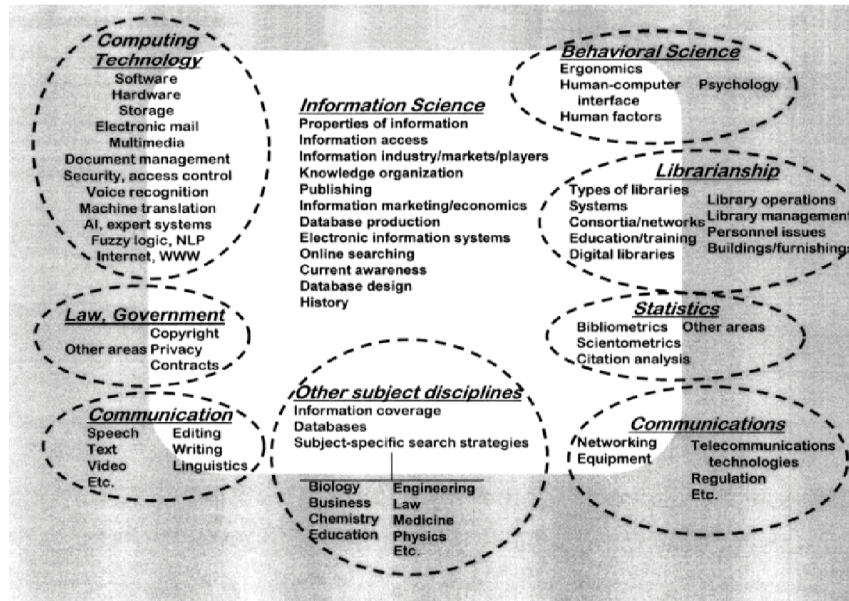 Computing
Technology
Software
Hardware
Storage
Electronic mail
Multimedia
Document management
Security, access control
Voice recognition
Machine translation
AI, expert systems
Fuzzy logic, NLP
Internet, WWW
Information Science
Properties of information
Information access
Information industry/markets/players
Knowledge organization
Publishing
Information marketing/economics
Database production
Electronic information systems
Online searching
Current awareness
Database design
History
Behavioral Science
Ergonomics
Human-computer
interface
Human factors
Psychology
Librarianship
Types of libraries
Systems
Consortia/networks
Education/training
Digital libraries
Library operations
Library management
Personnel issues
Buildings/furnishings
Law, Government
Other areas
Copyright
Privacy
Contracts
Statistics
Bibliometrics
Scientometrics
Citation analysis
Other areas
Communication
Speech
Text
Video
Etc.
Editing
Writing
Linguistics
Other subject disciplines
Information coverage
Databases
Subject-specific search strategies
Biology
Business
Chemistry
Education
Engineering
Law
Medicine
Physics
Etc.
Communications
Networking
Equipment
Telecommunications
technologies
Regulation
Etc.